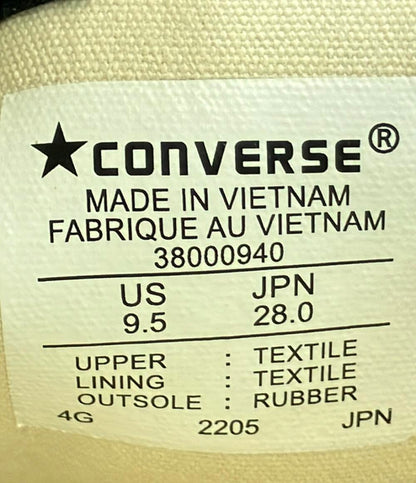 ★CONVERSE®
MADE IN VIETNAM
FABRIQUE AU VIETNAM
38000940
US JPN
9.5 28.0
UPPER : TEXTILE
LINING : TEXTILE
OUTSOLE : RUBBER
4G 2205 JPN